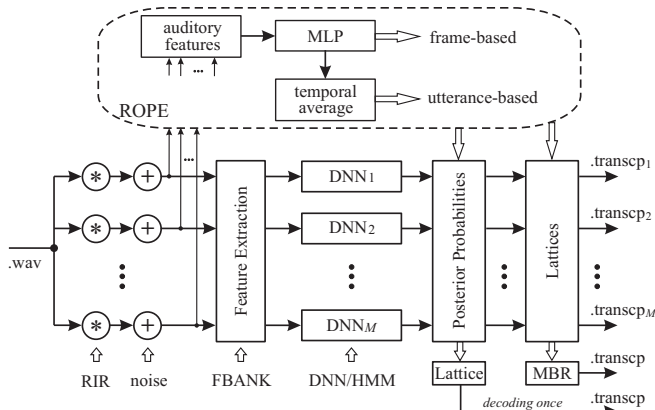 auditory
features
MLP
frame-based
...
temporal
average
utterance-based
ROPE
...
.wav
*
+
*
+
*
+
Feature Extraction
DNN1
DNN2
DNNM
Posterior Probabilities
Lattices
.transcp1
.transcp2
.transcpM
RIR
noise
FBANK
DNN/HMM
Lattice
MBR
.transcp
decoding once
.transcp